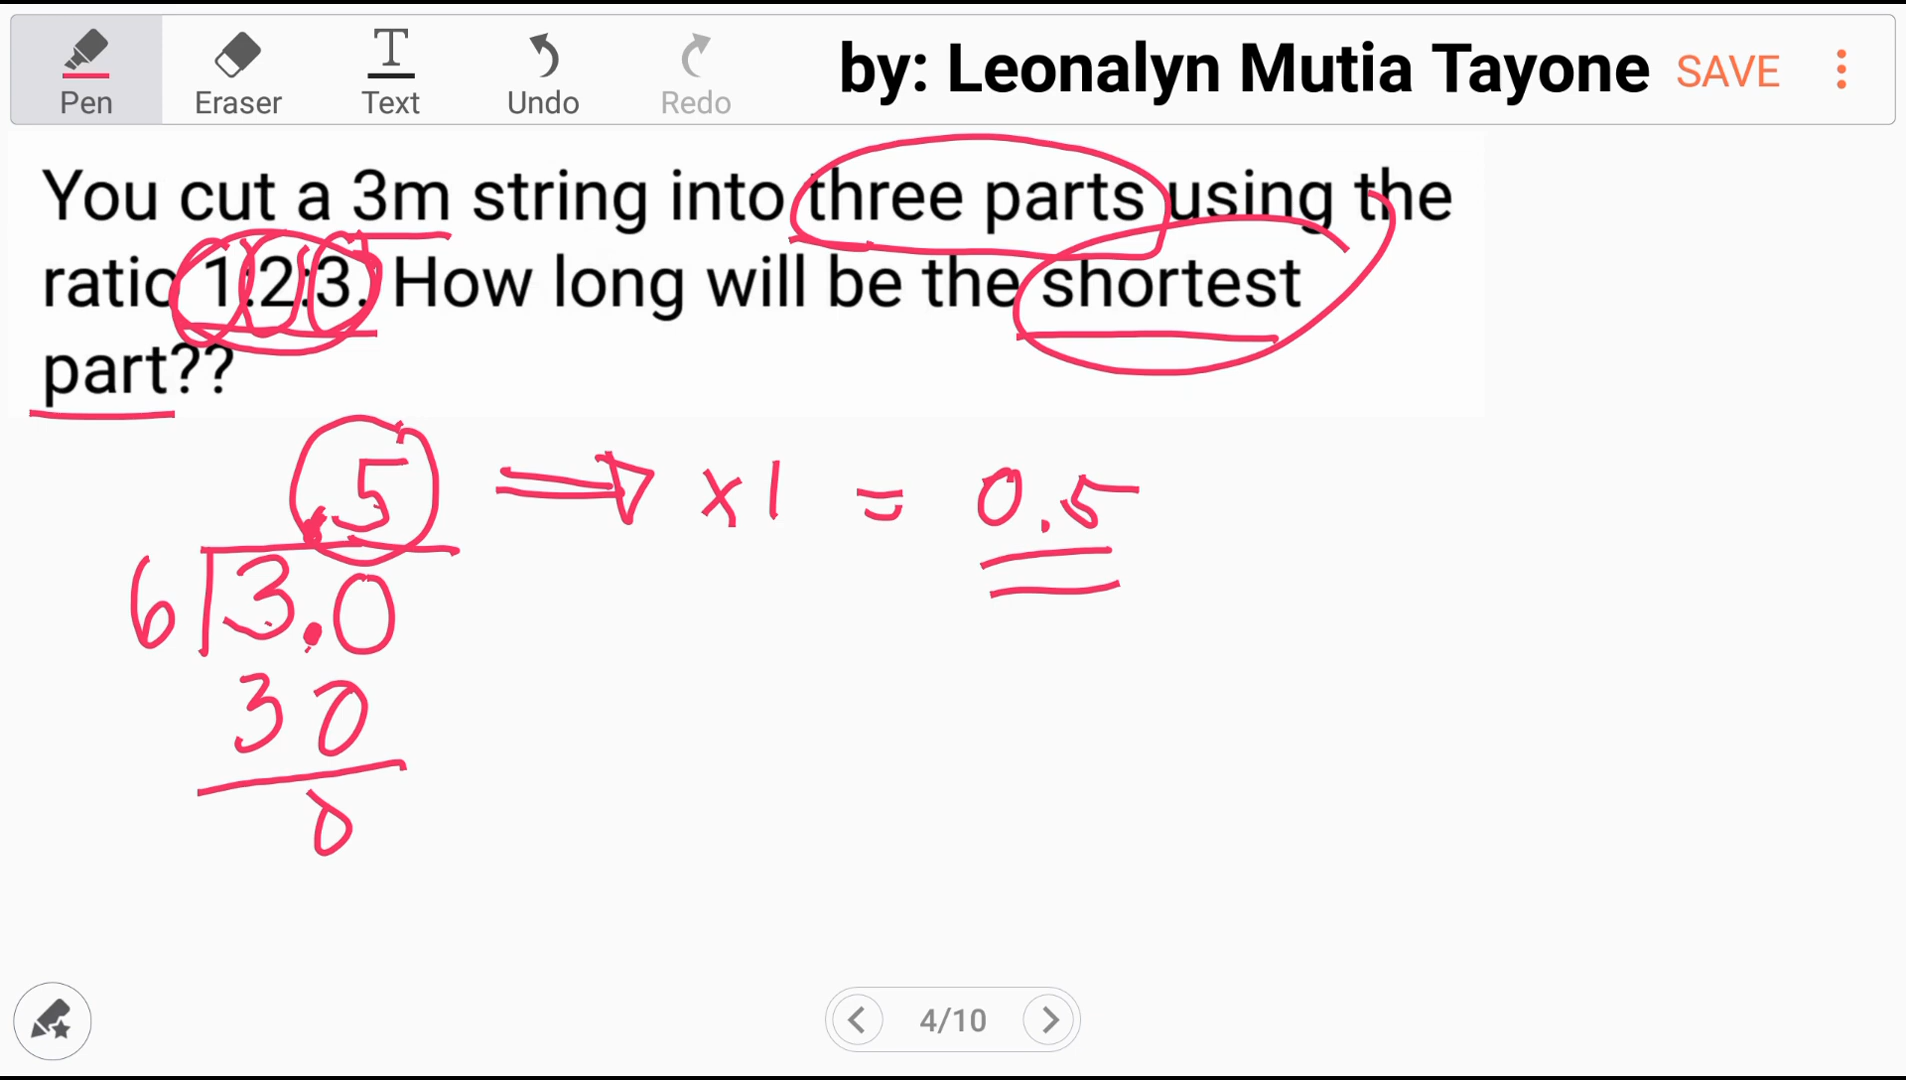 Pen Eraser Text Undo Redo by: Leonalyn Mutia Tayone SAVE
You cut a 3m string into three parts using the
ratio 1:2:3. How long will be the shortest
part??
.5 ⇒ x 1 = 0.5
6 3.0
30
0
4/10